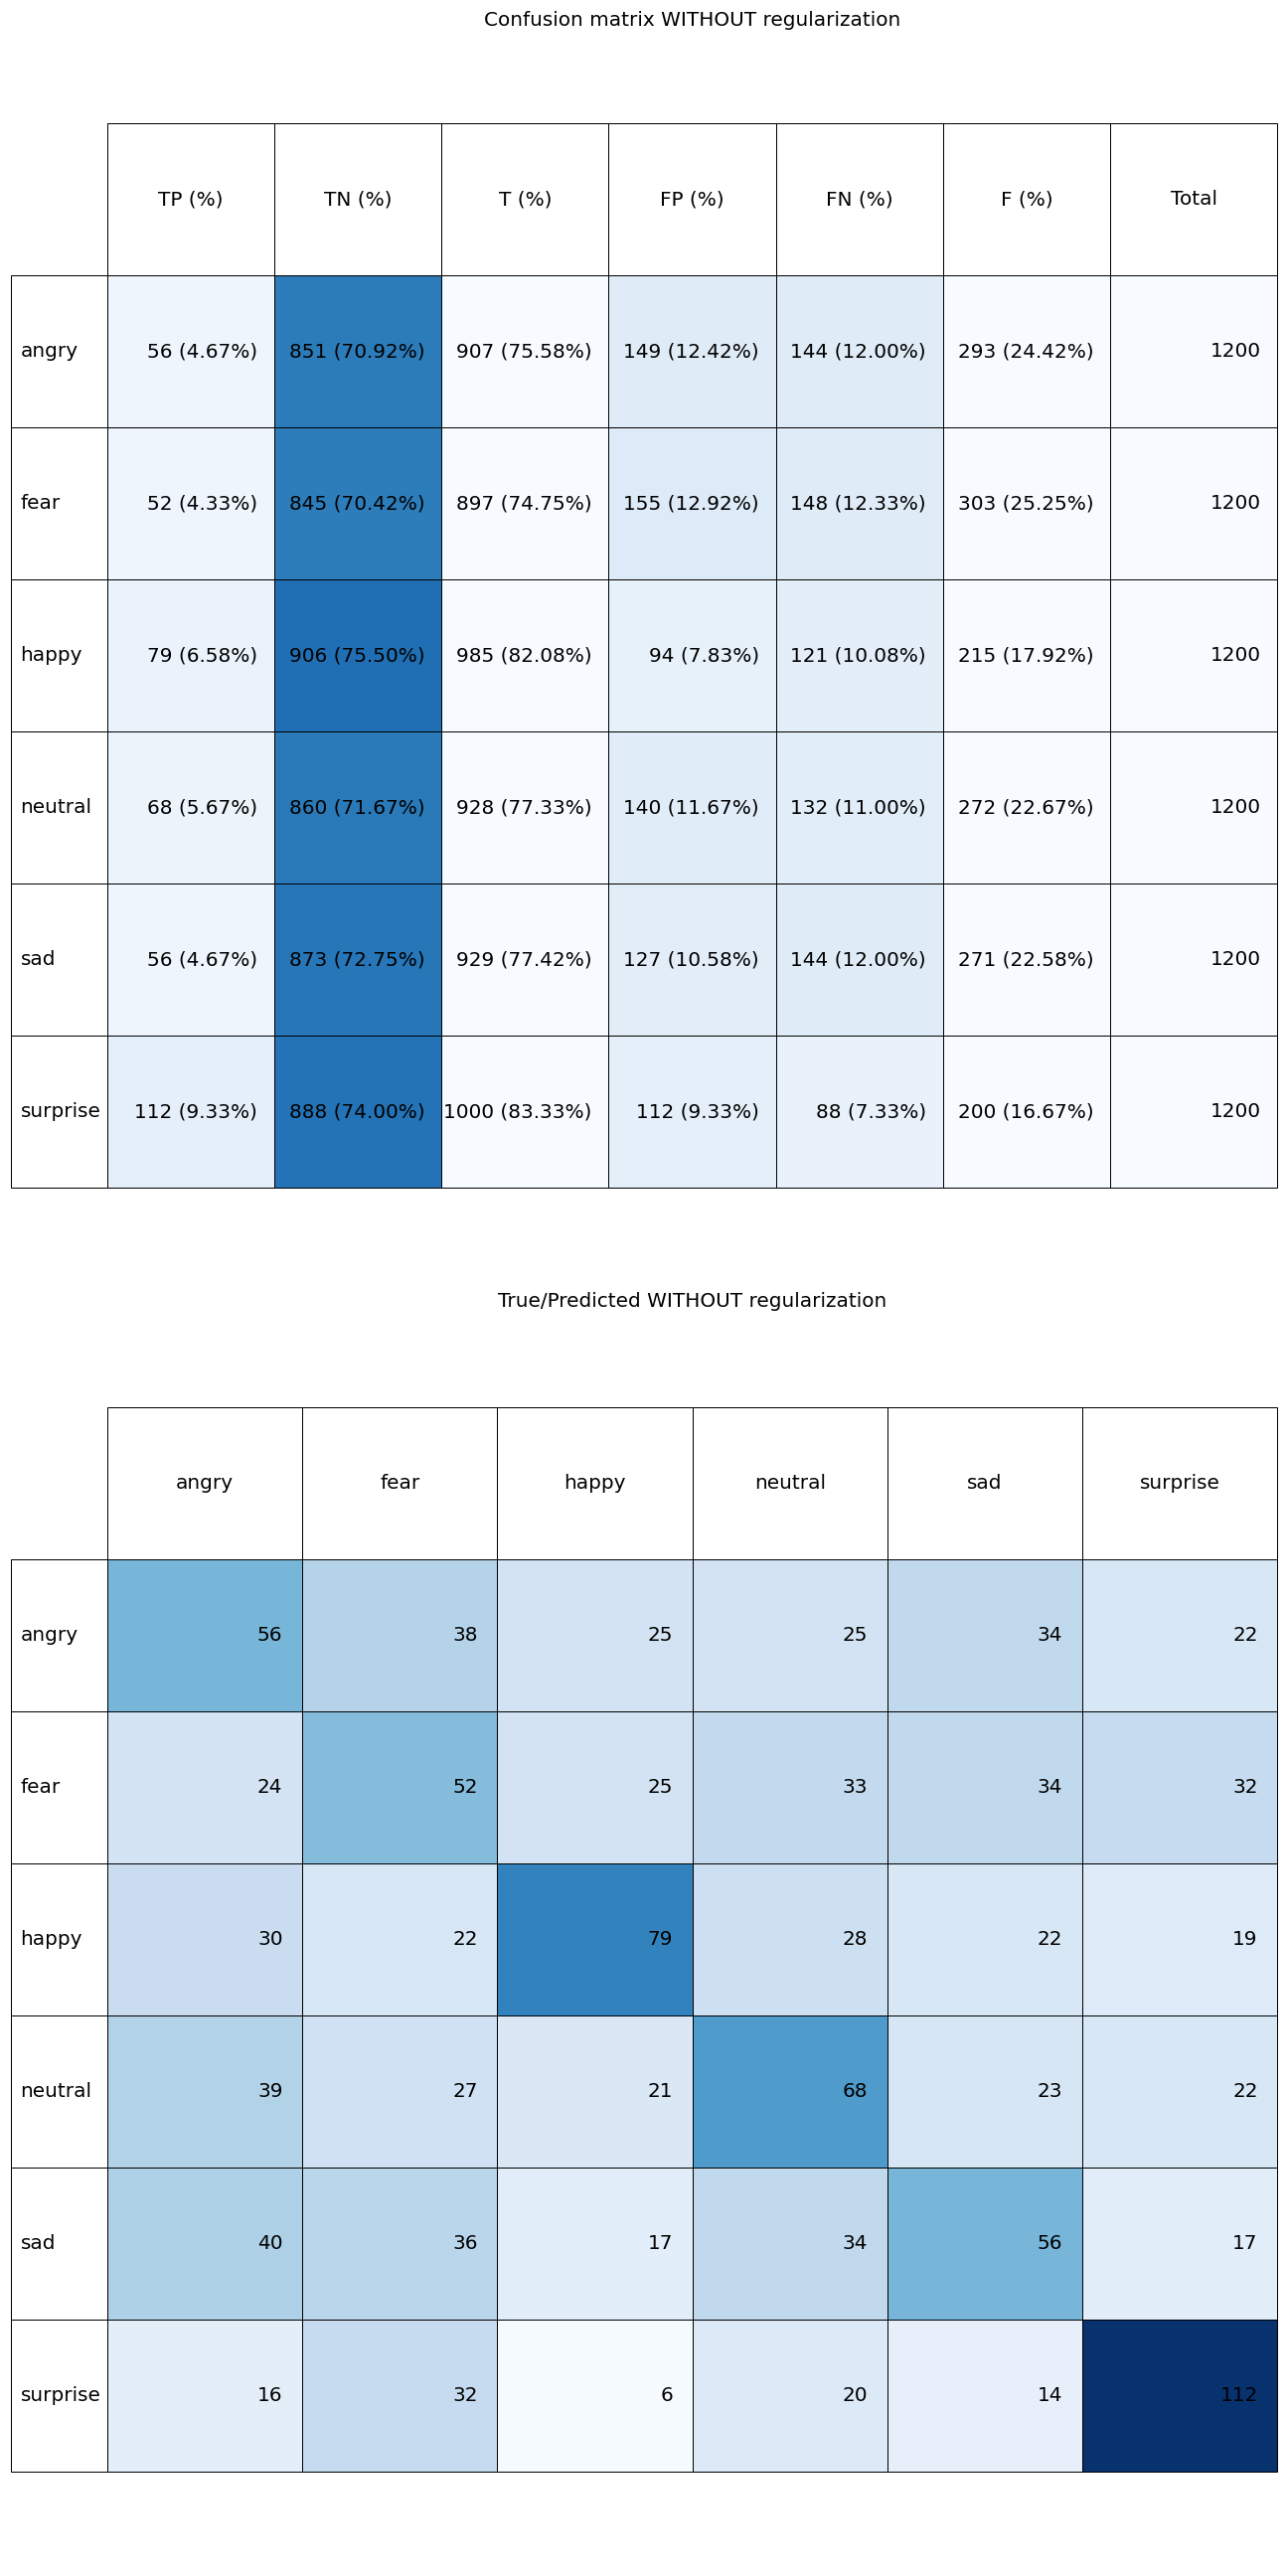 Confusion matrix WITHOUT regularization
TP (%) TN (%) T (%) FP (%) FN (%) F (%) Total
angry 56 (4.67%) 851 (70.92%) 907 (75.58%) 149 (12.42%) 144 (12.00%) 293 (24.42%) 1200
fear 52 (4.33%) 845 (70.42%) 897 (74.75%) 155 (12.92%) 148 (12.33%) 303 (25.25%) 1200
happy 79 (6.58%) 906 (75.50%) 985 (82.08%) 94 (7.83%) 121 (10.08%) 215 (17.92%) 1200
neutral 68 (5.67%) 860 (71.67%) 928 (77.33%) 140 (11.67%) 132 (11.00%) 272 (22.67%) 1200
sad 56 (4.67%) 873 (72.75%) 929 (77.42%) 127 (10.58%) 144 (12.00%) 271 (22.58%) 1200
surprise 112 (9.33%) 888 (74.00%) 1000 (83.33%) 112 (9.33%) 88 (7.33%) 200 (16.67%) 1200
True/Predicted WITHOUT regularization
angry fear happy neutral sad surprise
angry 56 38 25 25 34 22
fear 24 52 25 33 34 32
happy 30 22 79 28 22 19
neutral 39 27 21 68 23 22
sad 40 36 17 34 56 17
surprise 16 32 6 20 14 112